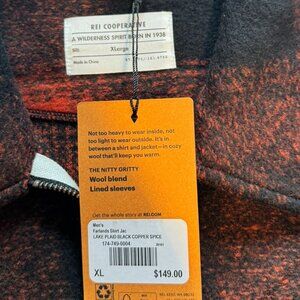 REI COOPERATIVE
A WILDERNESS SPIRIT BORN IN 1938
XLarge
Made in China
Not too heavy to wear inside, not
too light to wear outside. It's in
between a shirt and jacket—in cozy
wool that'll keep you warm.
THE NITTY GRITTY
Wool blend
Lined sleeves
Get the whole story at REI.COM
Men's
Farlands Shirt Jac
LAKE PLAID BLACK COPPER SPICE
174-749-0004
XL $149.00